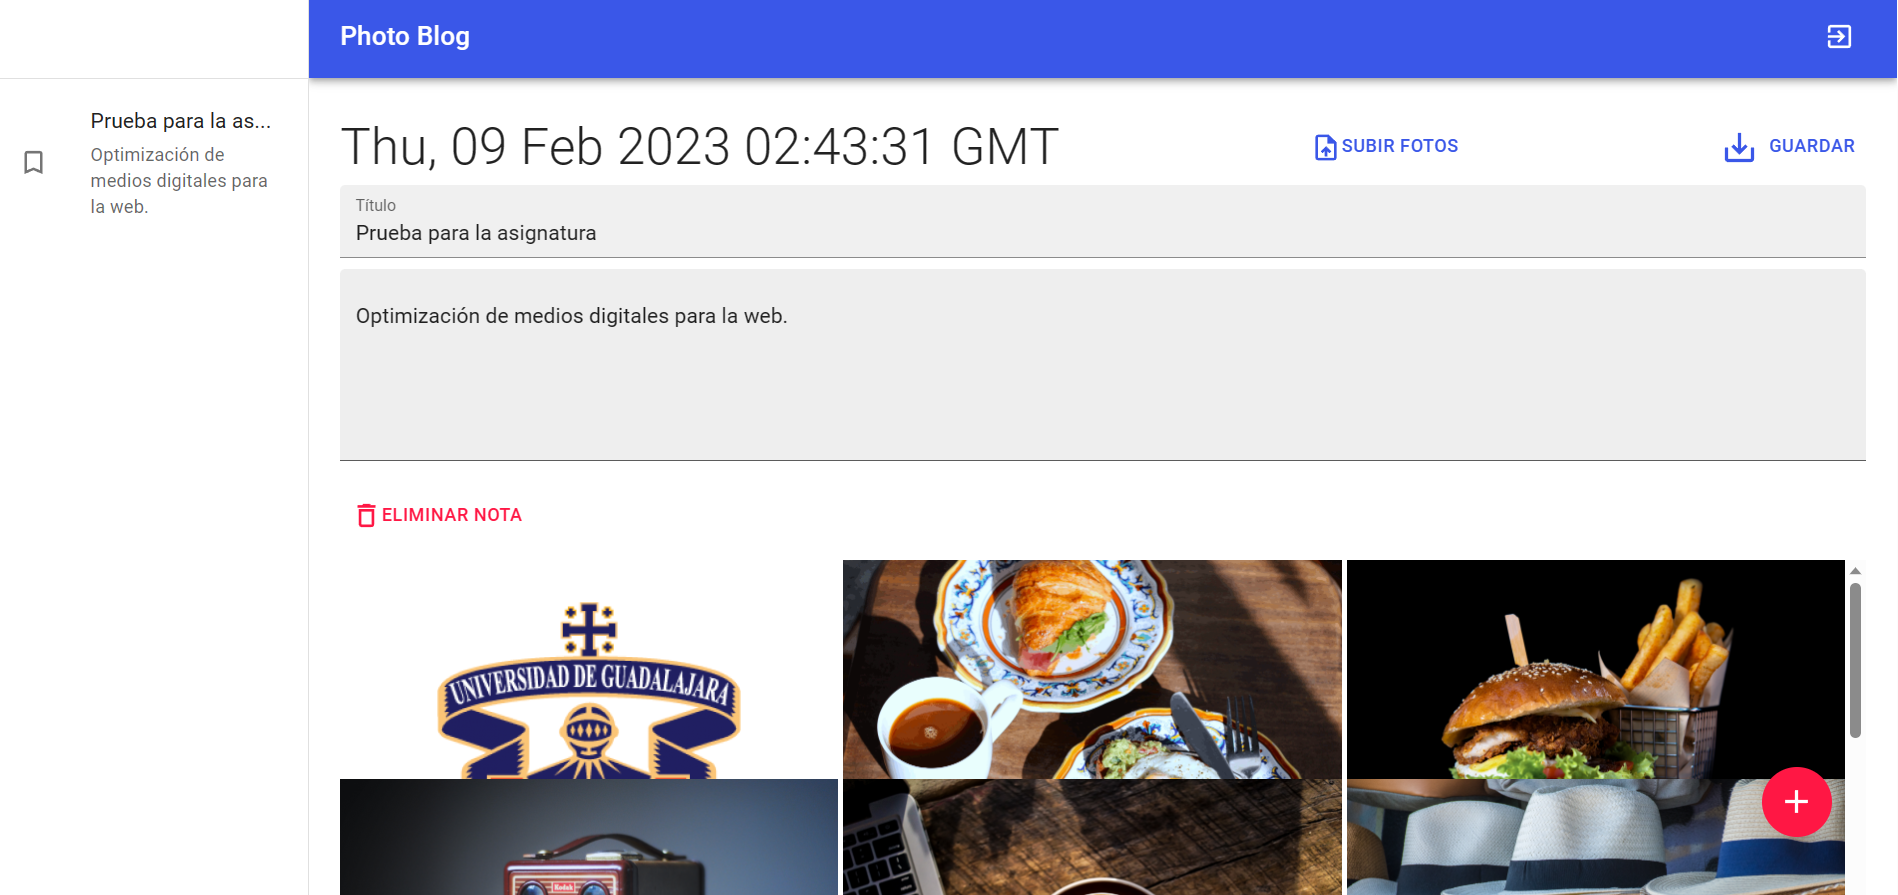 Photo Blog
Prueba para la as...
Optimización de
medios digitales para
la web.
Thu, 09 Feb 2023 02:43:31 GMT
SUBIR FOTOS
GUARDAR
Título
Prueba para la asignatura
Optimización de medios digitales para la web.
ELIMINAR NOTA
UNIVERSIDAD DE GUADALAJARA
Kodak